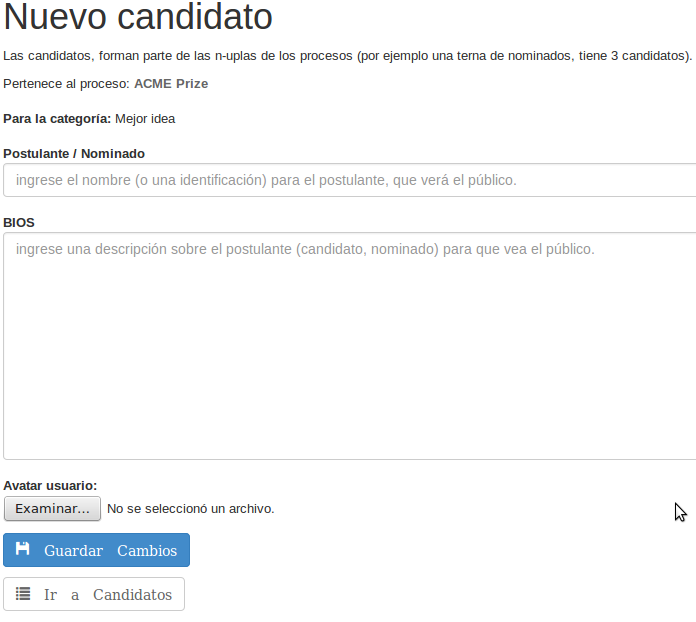 Nuevo candidato
Las candidatos, forman parte de las n-uplas de los procesos (por ejemplo una terna de nominados, tiene 3 candidatos).
Pertenece al proceso: ACME Prize
Para la categoría: Mejor idea
Postulante / Nominado
ingrese el nombre (o una identificación) para el postulante, que verá el público.
BIOS
ingrese una descripción sobre el postulante (candidato, nominado) para que vea el público.
Avatar usuario:
Examinar... No se seleccionó un archivo.
Guardar Cambios
Ir a Candidatos